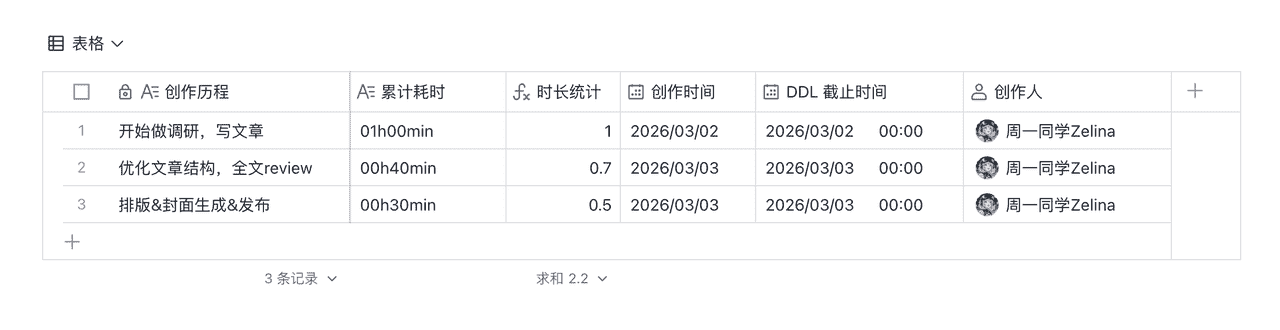 表格
创作历程 累计耗时 时长统计 创作时间 DDL 截止时间 创作人
1 开始做调研，写文章 01h00min 1 2026/03/02 2026/03/02 00:00 周一同学Zelina
2 优化文章结构，全文review 00h40min 0.7 2026/03/03 2026/03/03 00:00 周一同学Zelina
3 排版&封面生成&发布 00h30min 0.5 2026/03/03 2026/03/03 00:00 周一同学Zelina
3 条记录 求和 2.2